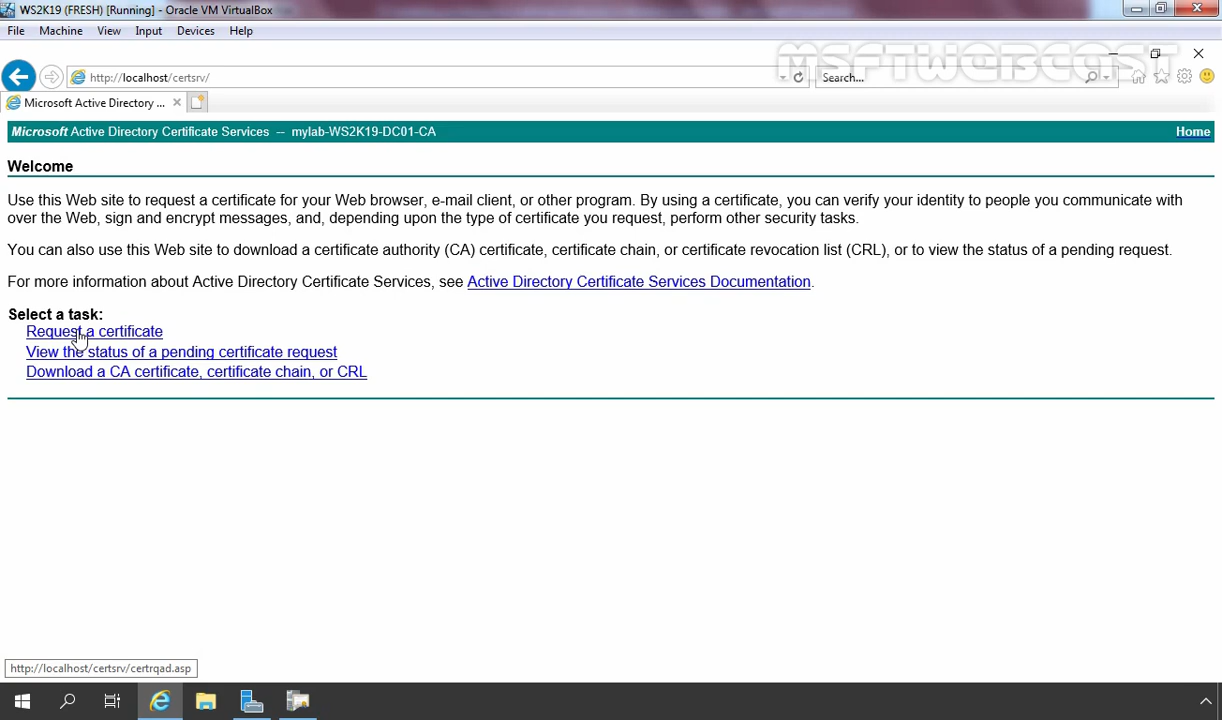 WS2K19 (FRESH) [Running] - Oracle VM VirtualBox
File Machine View Input Devices Help
MSFTWEBCAST
http://localhost/certsrv/
Search...
Microsoft Active Directory ...
Microsoft Active Directory Certificate Services -- mylab-WS2K19-DC01-CA Home
Welcome
Use this Web site to request a certificate for your Web browser, e-mail client, or other program. By using a certificate, you can verify your identity to people you communicate with
over the Web, sign and encrypt messages, and, depending upon the type of certificate you request, perform other security tasks.
You can also use this Web site to download a certificate authority (CA) certificate, certificate chain, or certificate revocation list (CRL), or to view the status of a pending request.
For more information about Active Directory Certificate Services, see Active Directory Certificate Services Documentation.
Select a task:
Request a certificate
View the status of a pending certificate request
Download a CA certificate, certificate chain, or CRL
http://localhost/certsrv/certrqad.asp